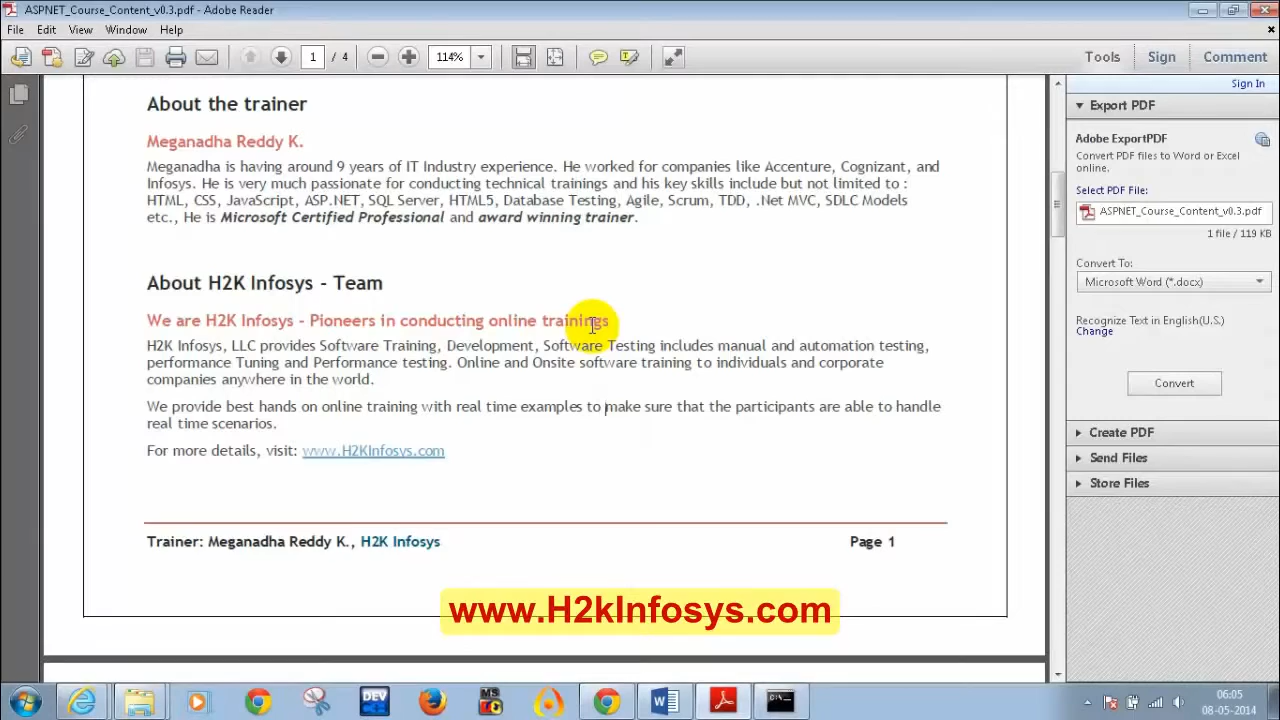 ASPNET_Course_Content_v0.3.pdf - Adobe Reader
File Edit View Window Help
1 / 4 114% Tools Sign Comment
Sign In
About the trainer
Meganadha Reddy K.
Meganadha is having around 9 years of IT Industry experience. He worked for companies like Accenture, Cognizant, and
Infosys. He is very much passionate for conducting technical trainings and his key skills include but not limited to :
HTML, CSS, JavaScript, ASP.NET, SQL Server, HTML5, Database Testing, Agile, Scrum, TDD, .Net MVC, SDLC Models
etc., He is Microsoft Certified Professional and award winning trainer.
About H2K Infosys - Team
We are H2K Infosys - Pioneers in conducting online trainings
H2K Infosys, LLC provides Software Training, Development, Software Testing includes manual and automation testing,
performance Tuning and Performance testing. Online and Onsite software training to individuals and corporate
companies anywhere in the world.
We provide best hands on online training with real time examples to make sure that the participants are able to handle
real time scenarios.
For more details, visit: www.H2KInfosys.com
Trainer: Meganadha Reddy K., H2K Infosys Page 1
www.H2kInfosys.com
Export PDF
Adobe ExportPDF
Convert PDF files to Word or Excel
online.
Select PDF File:
ASPNET_Course_Content_v0.3.pdf
1 file / 119 KB
Convert To:
Microsoft Word (*.docx)
Recognize Text in English(U.S.)
Change
Convert
Create PDF
Send Files
Store Files
DEV
MS
06:05
08-05-2014